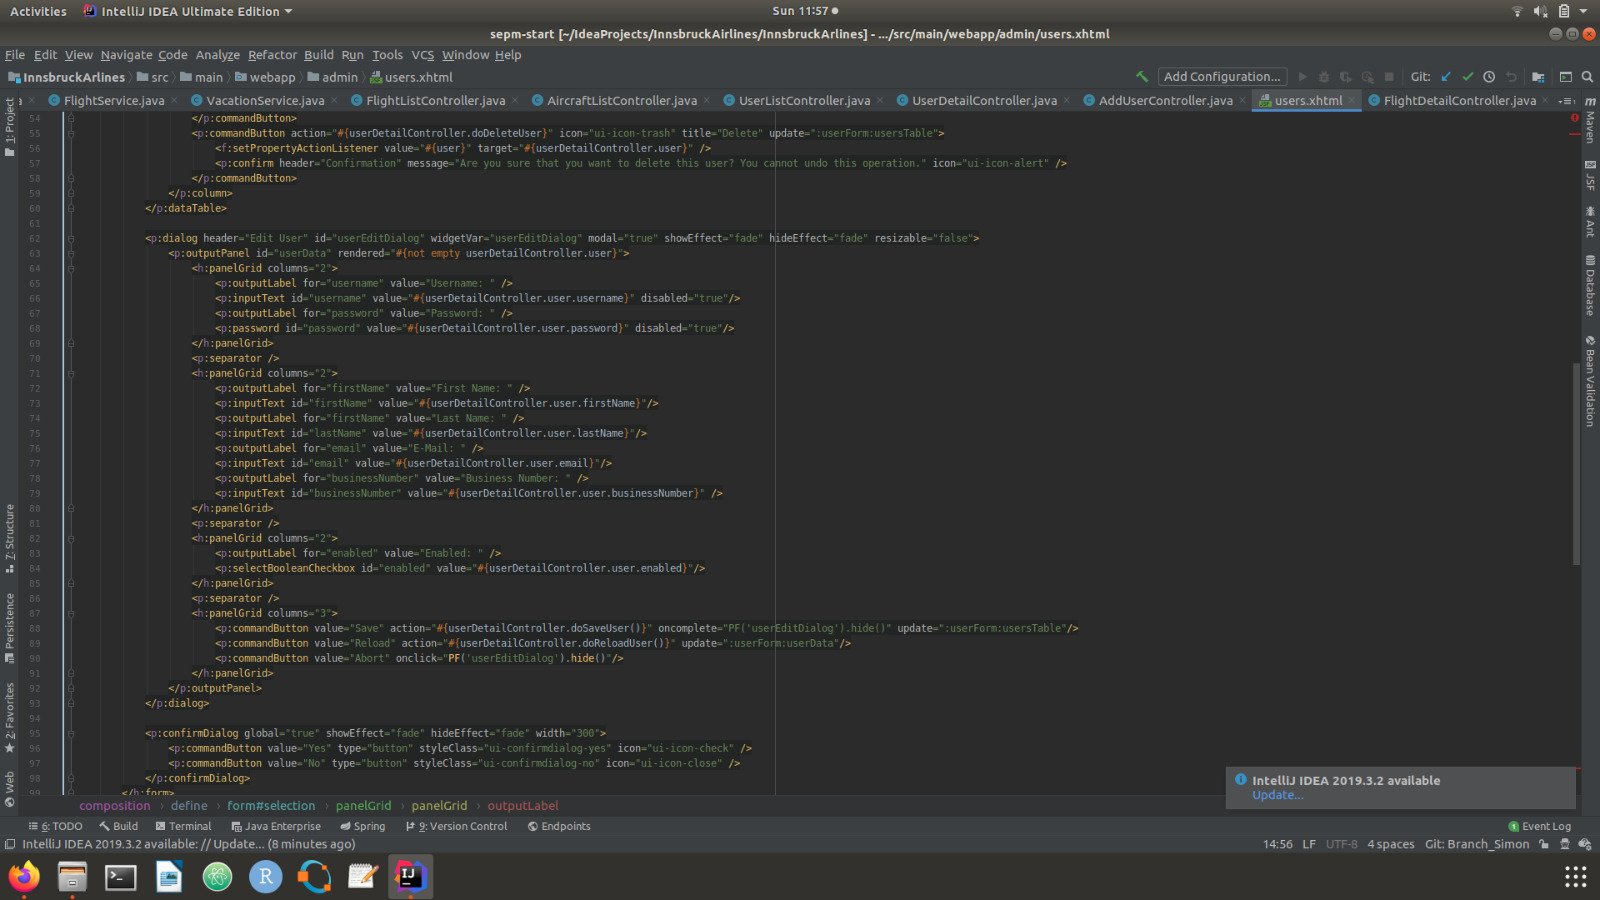 Activities IntelliJ IDEA Ultimate Edition Sun 11:57
sepm-start [~/IdeaProjects/InnsbruckAirlines/InnsbruckArlines] - .../src/main/webapp/admin/users.xhtml
File Edit View Navigate Code Analyze Refactor Build Run Tools VCS Window Help
InnsbruckArlines src main webapp admin users.xhtml Add Configuration... Git:
a FlightService.java VacationService.java FlightListController.java AircraftListController.java UserListController.java UserDetailController.java AddUserController.java users.xhtml FlightDetailController.java
54 </p:commandButton>
55 <p:commandButton action="#{userDetailController.doDeleteUser}" icon="ui-icon-trash" title="Delete" update=":userForm:usersTable">
56 <f:setPropertyActionListener value="#{user}" target="#{userDetailController.user}" />
57 <p:confirm header="Confirmation" message="Are you sure that you want to delete this user? You cannot undo this operation." icon="ui-icon-alert" />
58 </p:commandButton>
59 </p:column>
60 </p:dataTable>
61
62 <p:dialog header="Edit User" id="userEditDialog" widgetVar="userEditDialog" modal="true" showEffect="fade" hideEffect="fade" resizable="false">
63 <p:outputPanel id="userData" rendered="#{not empty userDetailController.user}">
64 <h:panelGrid columns="2">
65 <p:outputLabel for="username" value="Username: " />
66 <p:inputText id="username" value="#{userDetailController.user.username}" disabled="true"/>
67 <p:outputLabel for="password" value="Password: " />
68 <p:password id="password" value="#{userDetailController.user.password}" disabled="true"/>
69 </h:panelGrid>
70 <p:separator />
71 <h:panelGrid columns="2">
72 <p:outputLabel for="firstName" value="First Name: " />
73 <p:inputText id="firstName" value="#{userDetailController.user.firstName}"/>
74 <p:outputLabel for="firstName" value="Last Name: " />
75 <p:inputText id="lastName" value="#{userDetailController.user.lastName}"/>
76 <p:outputLabel for="email" value="E-Mail: " />
77 <p:inputText id="email" value="#{userDetailController.user.email}"/>
78 <p:outputLabel for="businessNumber" value="Business Number: " />
79 <p:inputText id="businessNumber" value="#{userDetailController.user.businessNumber}" />
80 </h:panelGrid>
81 <p:separator />
82 <h:panelGrid columns="2">
83 <p:outputLabel for="enabled" value="Enabled: " />
84 <p:selectBooleanCheckbox id="enabled" value="#{userDetailController.user.enabled}"/>
85 </h:panelGrid>
86 <p:separator />
87 <h:panelGrid columns="3">
88 <p:commandButton value="Save" action="#{userDetailController.doSaveUser()}" oncomplete="PF('userEditDialog').hide()" update=":userForm:usersTable"/>
89 <p:commandButton value="Reload" action="#{userDetailController.doReloadUser()}" update=":userForm:userData"/>
90 <p:commandButton value="Abort" onclick="PF('userEditDialog').hide()"/>
91 </h:panelGrid>
92 </p:outputPanel>
93 </p:dialog>
94
95 <p:confirmDialog global="true" showEffect="fade" hideEffect="fade" width="300">
96 <p:commandButton value="Yes" type="button" styleClass="ui-confirmdialog-yes" icon="ui-icon-check" />
97 <p:commandButton value="No" type="button" styleClass="ui-confirmdialog-no" icon="ui-icon-close" />
98 </p:confirmDialog>
99 </h:form>
1: Project
7: Structure
Persistence
2: Favorites
Web
Maven
JSF
Ant
Database
Bean Validation
IntelliJ IDEA 2019.3.2 available
Update...
composition define form#selection panelGrid panelGrid outputLabel
6: TODO Build Terminal Java Enterprise Spring 9: Version Control Endpoints 1 Event Log
IntelliJ IDEA 2019.3.2 available: // Update... (8 minutes ago) 14:56 LF UTF-8 4 spaces Git: Branch_Simon
R
IJ